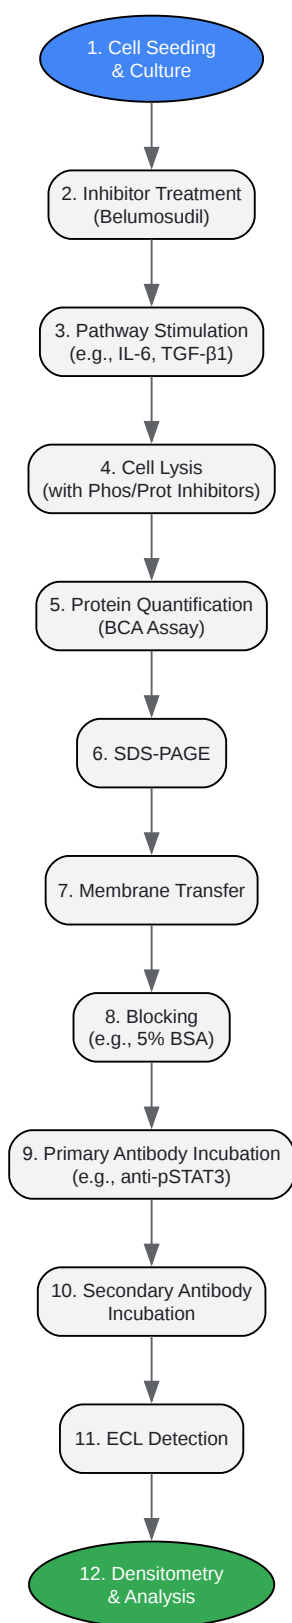 1. Cell Seeding
& Culture
2. Inhibitor Treatment
(Belumosudil)
3. Pathway Stimulation
(e.g., IL-6, TGF-β1)
4. Cell Lysis
(with Phos/Prot Inhibitors)
5. Protein Quantification
(BCA Assay)
6. SDS-PAGE
7. Membrane Transfer
8. Blocking
(e.g., 5% BSA)
9. Primary Antibody Incubation
(e.g., anti-pSTAT3)
10. Secondary Antibody
Incubation
11. ECL Detection
12. Densitometry
& Analysis